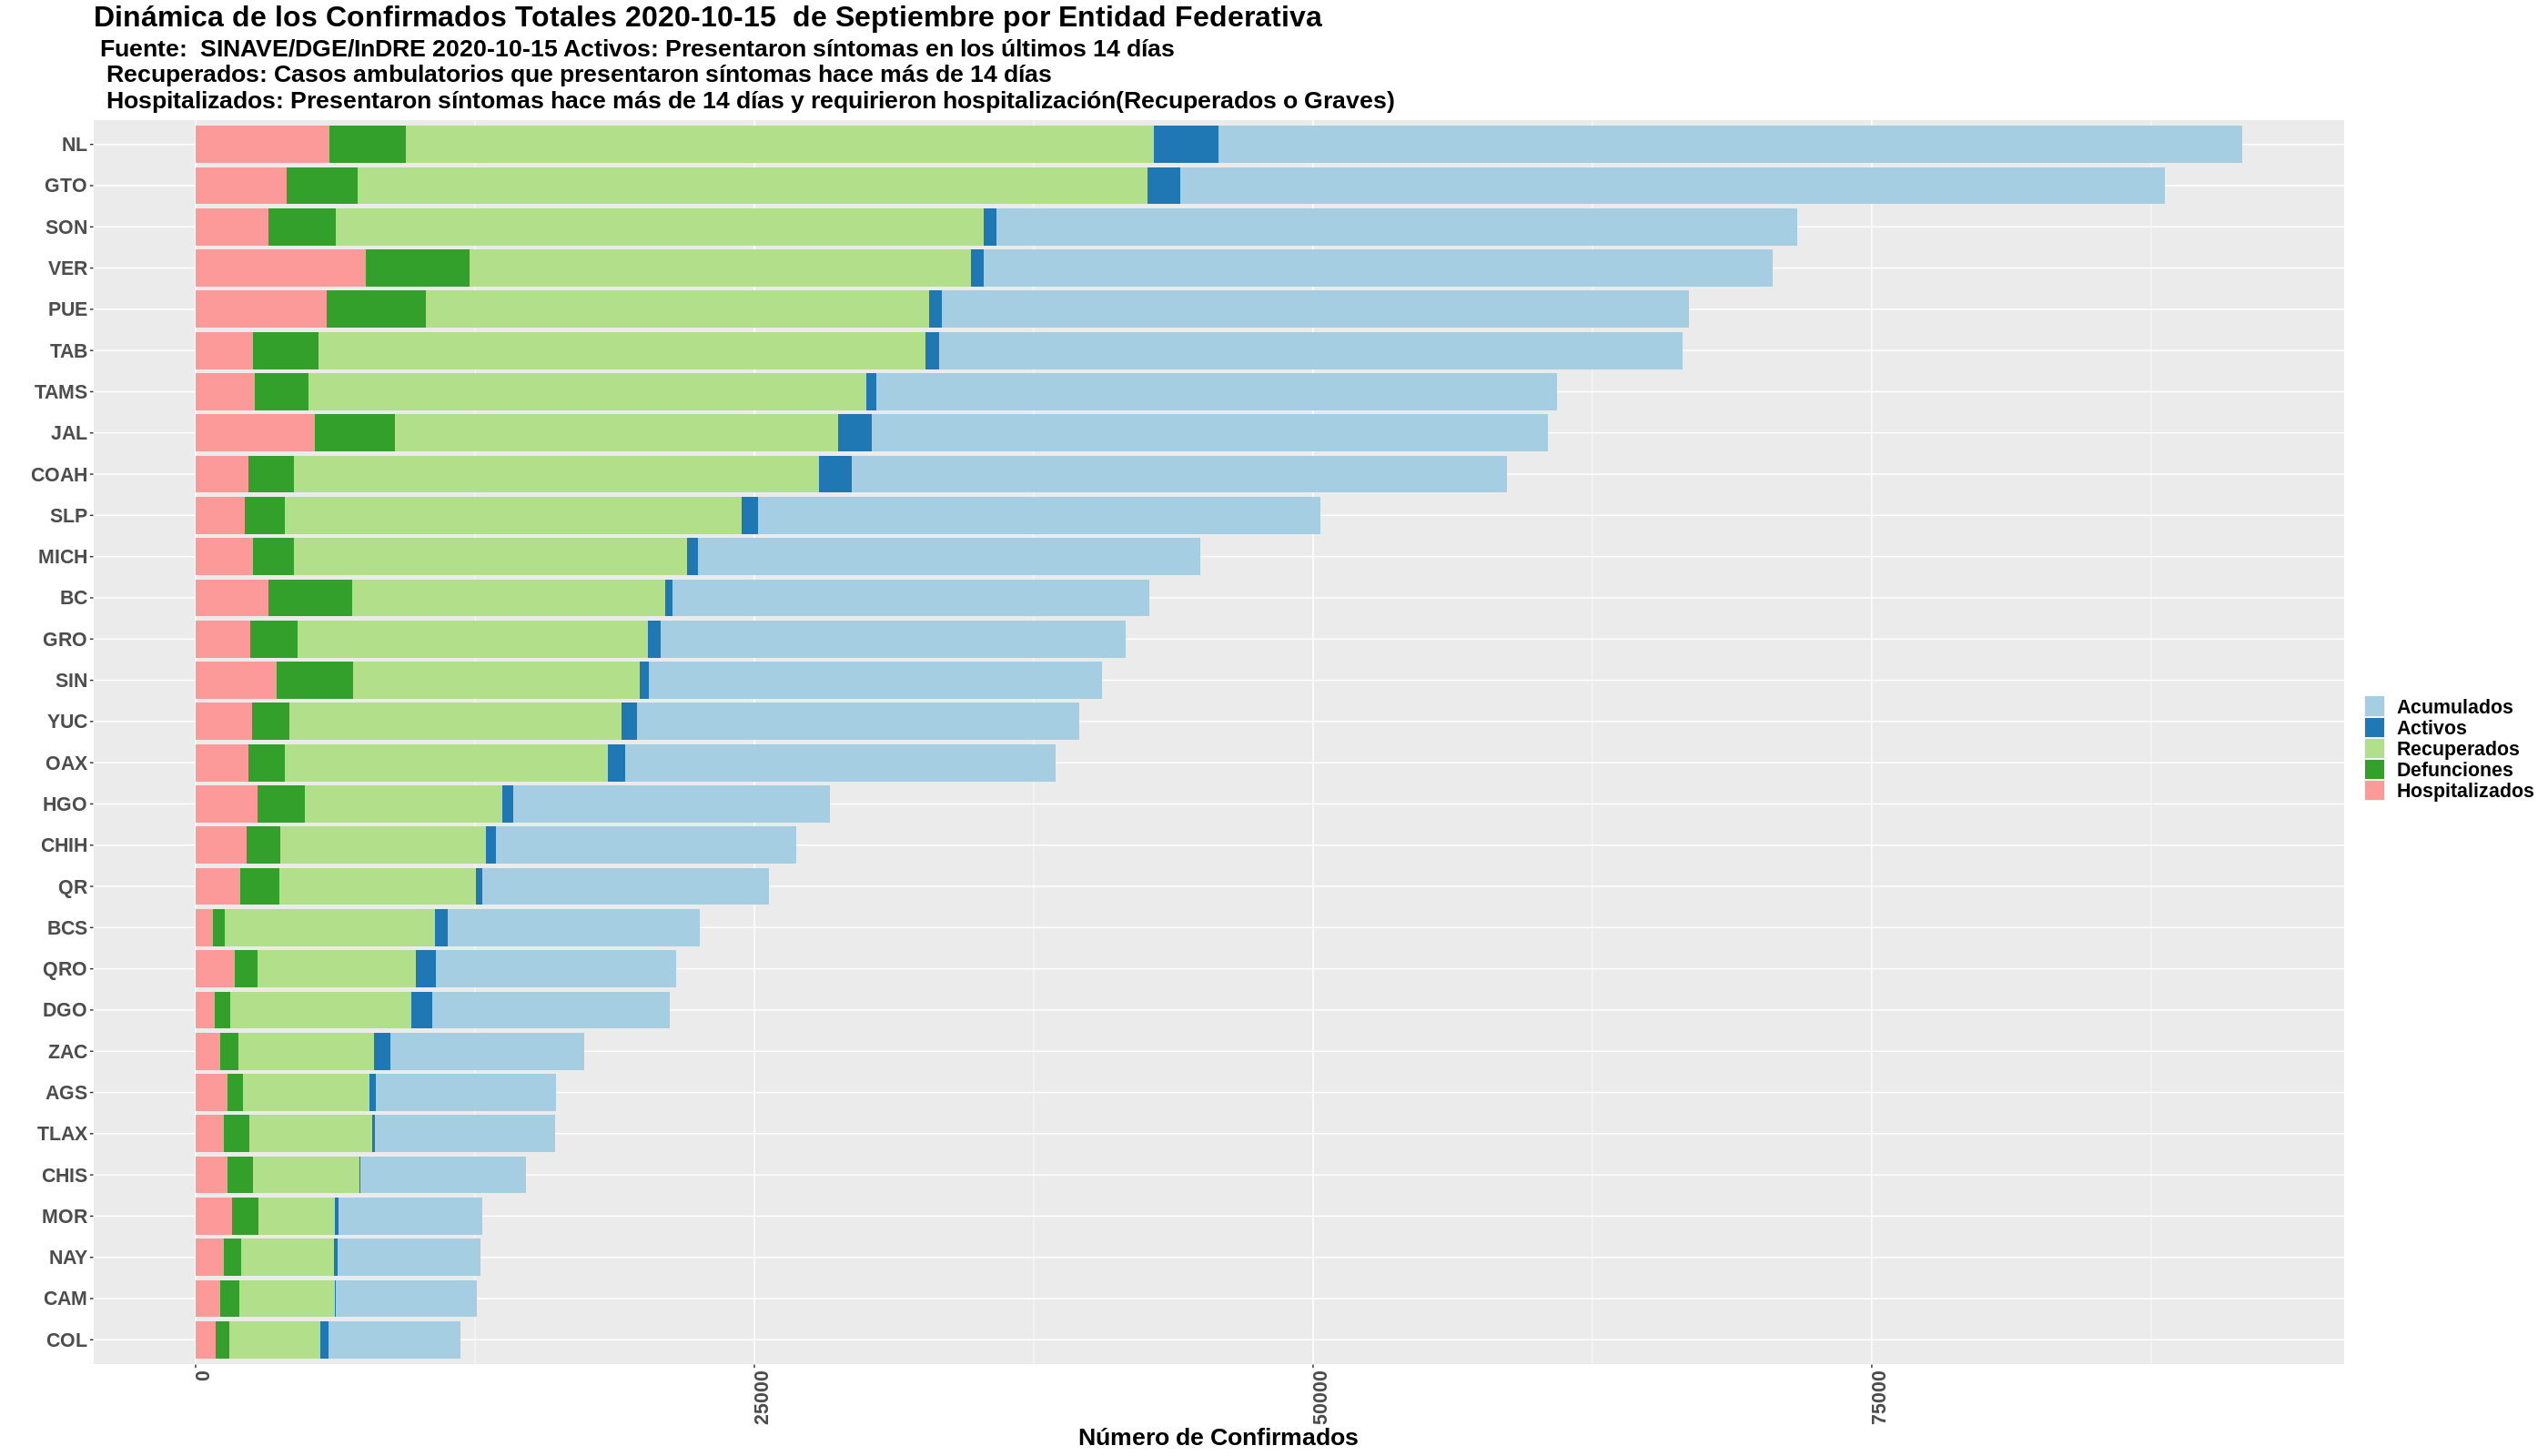 Dinámica de los Confirmados Totales 2020-10-15  de Septiembre por Entidad Federativa
Fuente:  SINAVE/DGE/InDRE 2020-10-15 Activos: Presentaron síntomas en los últimos 14 días
Recuperados: Casos ambulatorios que presentaron síntomas hace más de 14 días
Hospitalizados: Presentaron síntomas hace más de 14 días y requirieron hospitalización(Recuperados o Graves)
NL
GTO
SON
VER
PUE
TAB
TAMS
JAL
COAH
SLP
MICH
BC
GRO
SIN
YUC
OAX
HGO
CHIH
QR
BCS
QRO
DGO
ZAC
AGS
TLAX
CHIS
MOR
NAY
CAM
COL
0
25000
50000
75000
Número de Confirmados
Acumulados
Activos
Recuperados
Defunciones
Hospitalizados